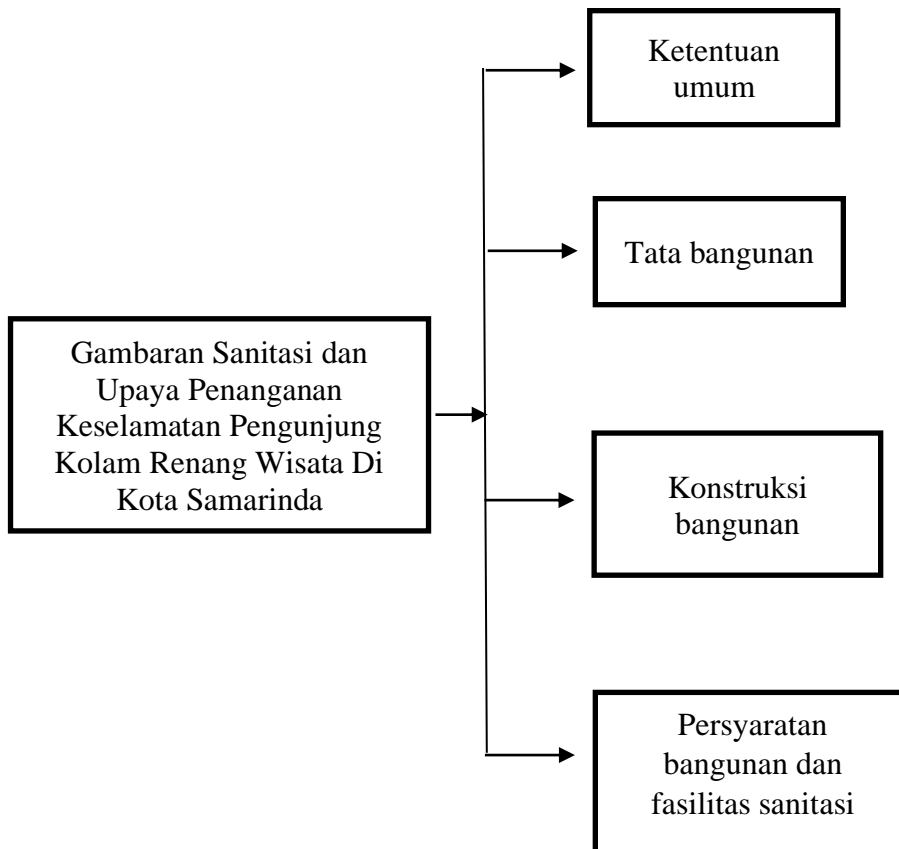 Ketentuan
umum
Tata bangunan
Gambaran Sanitasi dan
Upaya Penanganan
Keselamatan Pengunjung
Kolam Renang Wisata Di
Kota Samarinda
Konstruksi
bangunan
Persyaratan
bangunan dan
fasilitas sanitasi